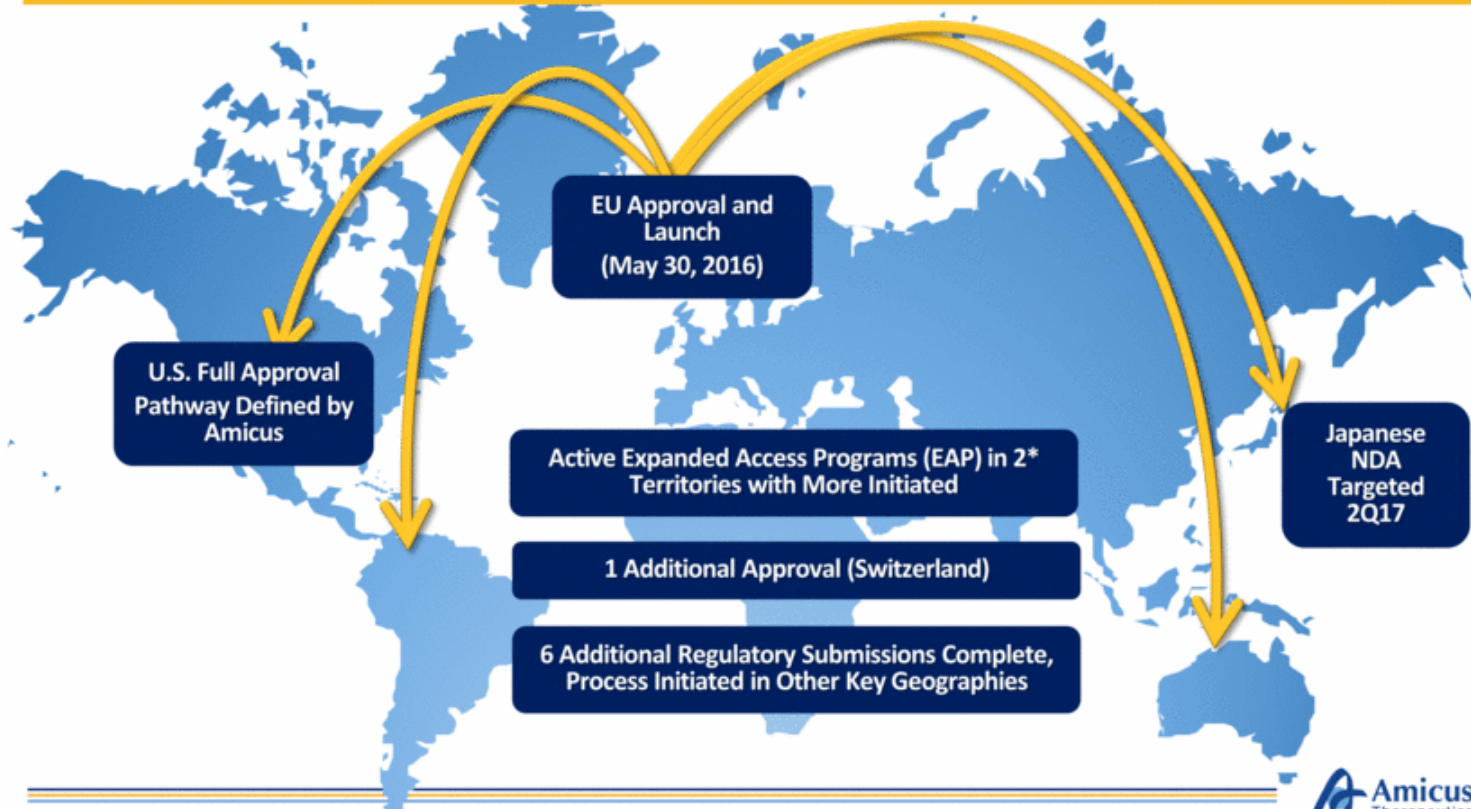 EU Approval and
Launch
(May 30, 2016)
U.S. Full Approval
Pathway Defined by
Amicus
Active Expanded Access Programs (EAP) in 2*
Territories with More Initiated
Japanese
NDA
Targeted
2Q17
1 Additional Approval (Switzerland)
6 Additional Regulatory Submissions Complete,
Process Initiated in Other Key Geographies
Amicus